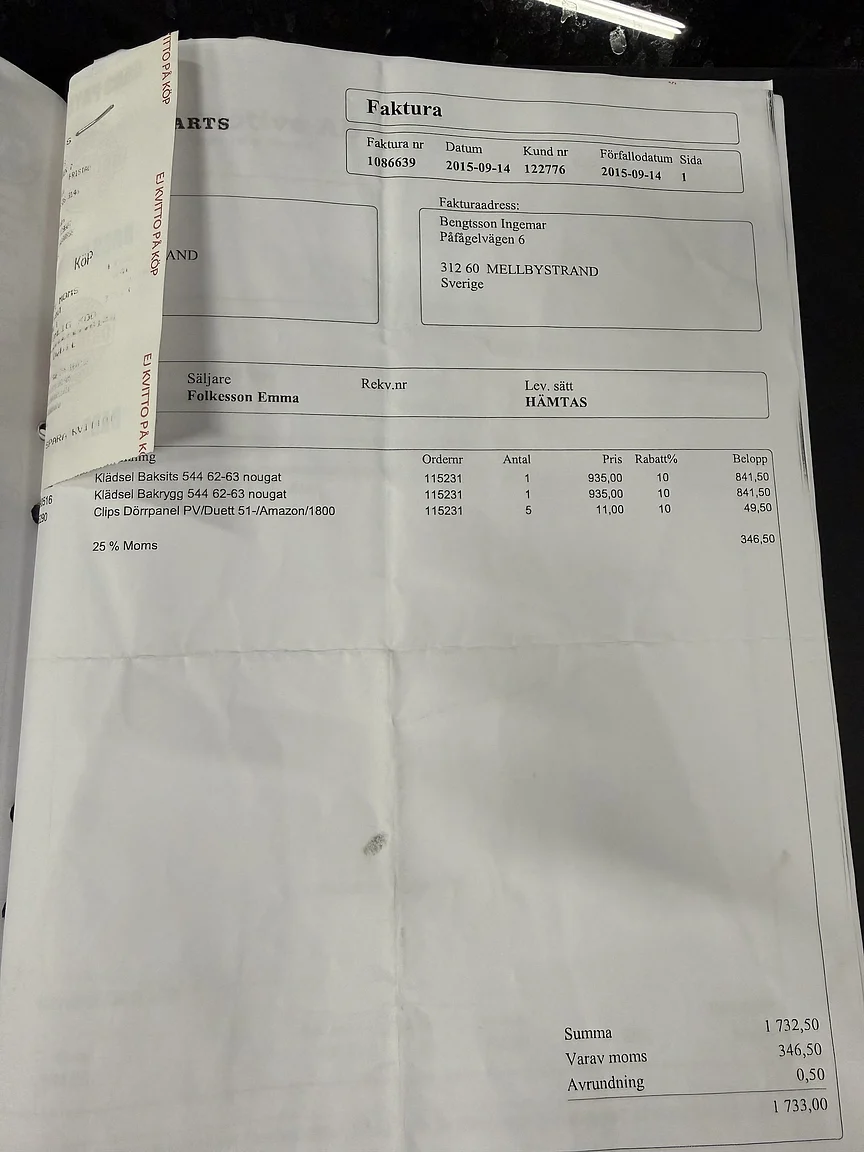 EJ KVITTO PÅ KÖP
EJ KVITTO PÅ KÖP
KÖP
ARTS
Faktura
Faktura nr Datum Kund nr Förfallodatum Sida
1086639 2015-09-14 122776 2015-09-14 1
Fakturaadress:
Bengtsson Ingemar
Påfågelvägen 6
312 60 MELLBYSTRAND
Sverige
AND
Säljare Rekv.nr Lev. sätt
Folkesson Emma HÄMTAS
ning Ordernr Antal Pris Rabatt% Belopp
Klädsel Baksits 544 62-63 nougat 115231 1 935,00 10 841,50
Klädsel Bakrygg 544 62-63 nougat 115231 1 935,00 10 841,50
Clips Dörrpanel PV/Duett 51-/Amazon/1800 115231 5 11,00 10 49,50
25 % Moms 346,50
Summa 1 732,50
Varav moms 346,50
Avrundning 0,50
1 733,00